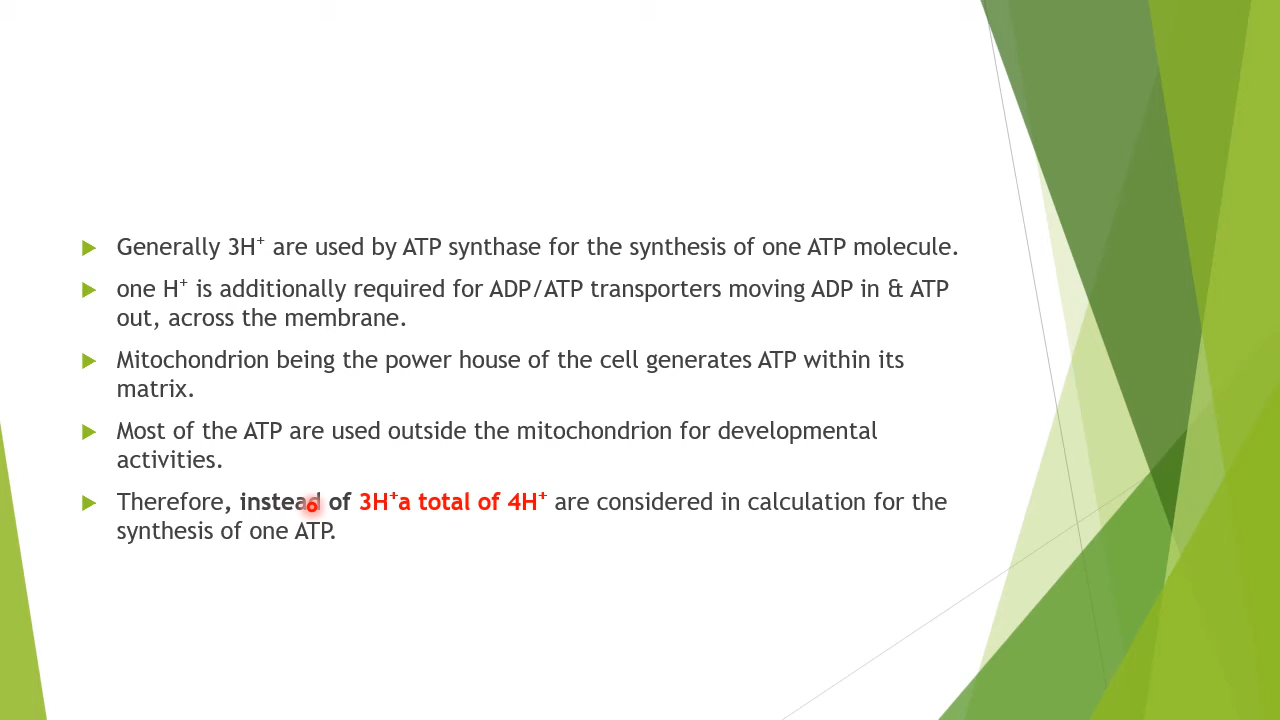 Generally 3H⁺ are used by ATP synthase for the synthesis of one ATP molecule.
one H⁺ is additionally required for ADP/ATP transporters moving ADP in & ATP
out, across the membrane.
Mitochondrion being the power house of the cell generates ATP within its
matrix.
Most of the ATP are used outside the mitochondrion for developmental
activities.
Therefore, instead of 3H⁺a total of 4H⁺ are considered in calculation for the
synthesis of one ATP.